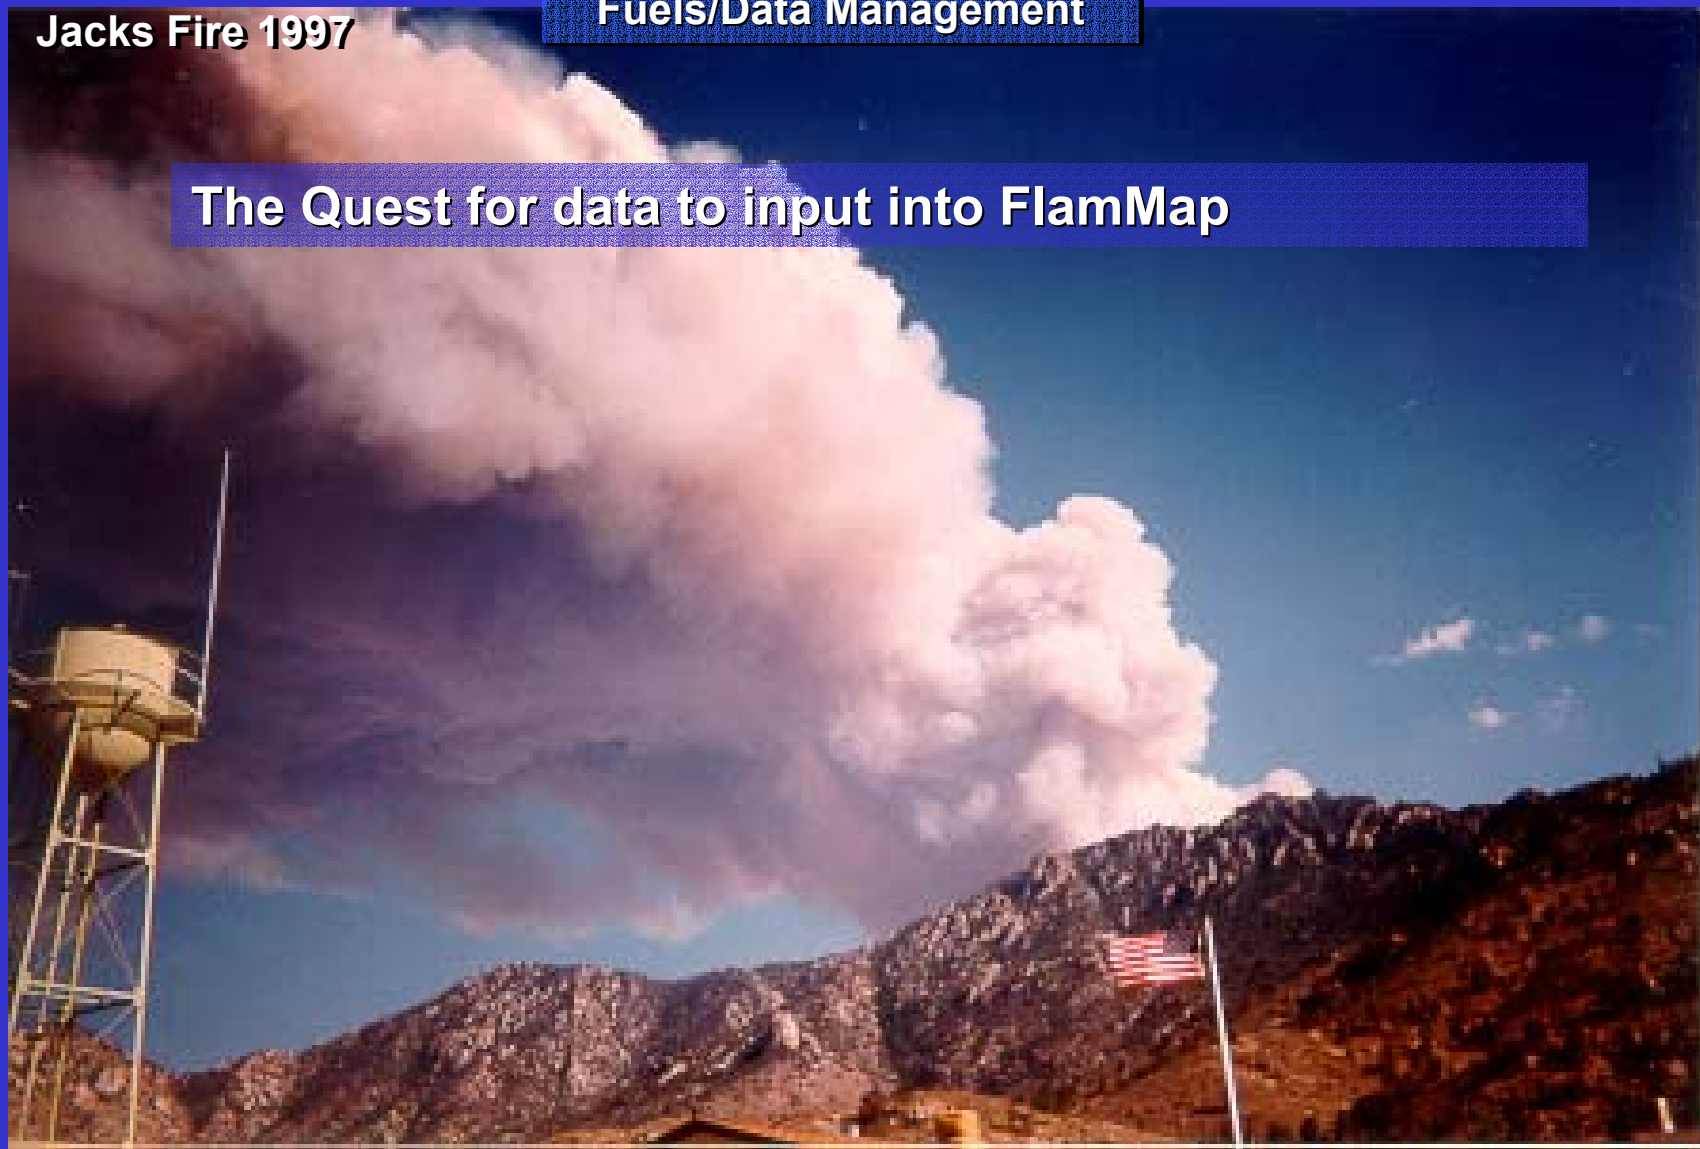 Fuels/Data Management
Jacks Fire 1997
The Quest for data to input into FlamMap